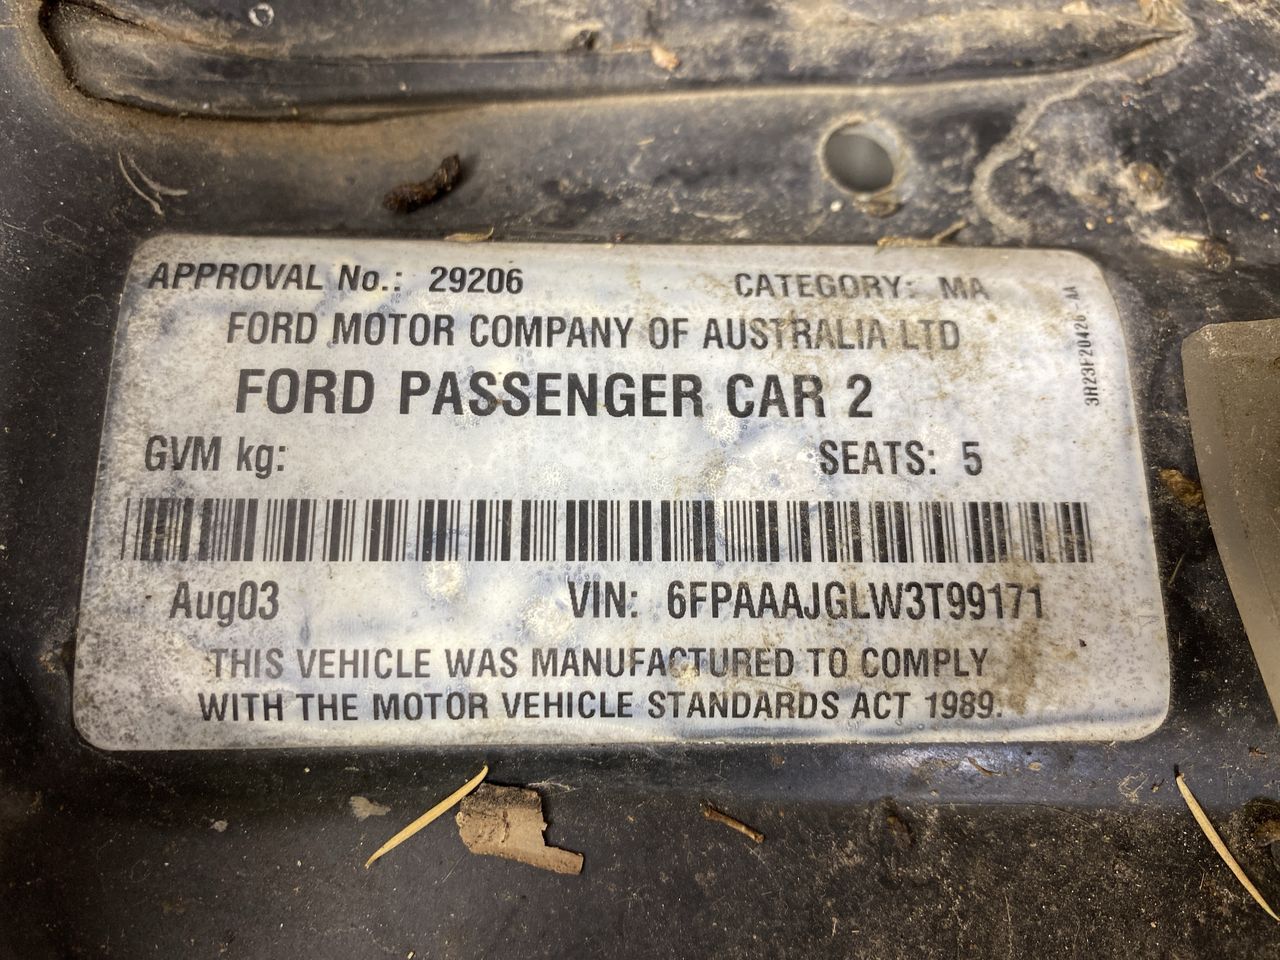 APPROVAL No.: 29206 CATEGORY: MA
FORD MOTOR COMPANY OF AUSTRALIA LTD
FORD PASSENGER CAR 2
GVM kg: SEATS: 5
Aug03 VIN: 6FPAAAJGLW3T99171
THIS VEHICLE WAS MANUFACTURED TO COMPLY
WITH THE MOTOR VEHICLE STANDARDS ACT 1989.